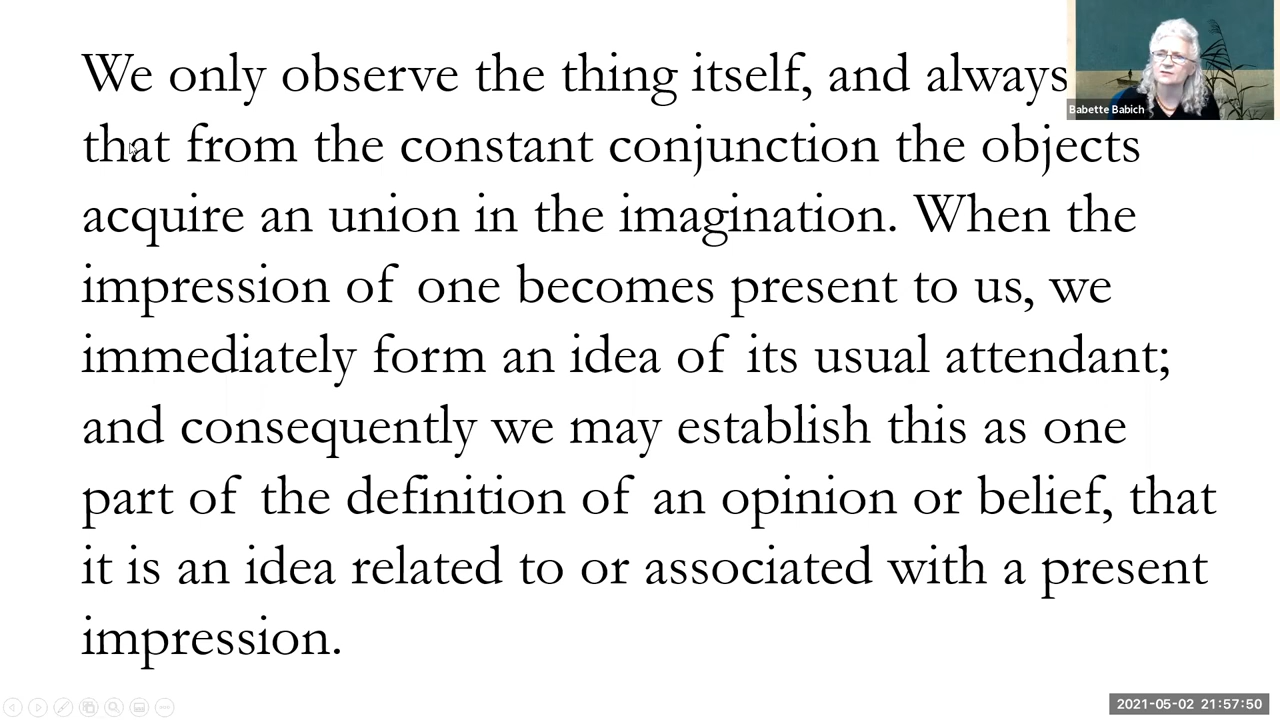 We only observe the thing itself, and always
Babette Babich
that from the constant conjunction the objects
acquire an union in the imagination. When the
impression of one becomes present to us, we
immediately form an idea of its usual attendant;
and consequently we may establish this as one
part of the definition of an opinion or belief, that
it is an idea related to or associated with a present
impression.
2021-05-02 21:57:50